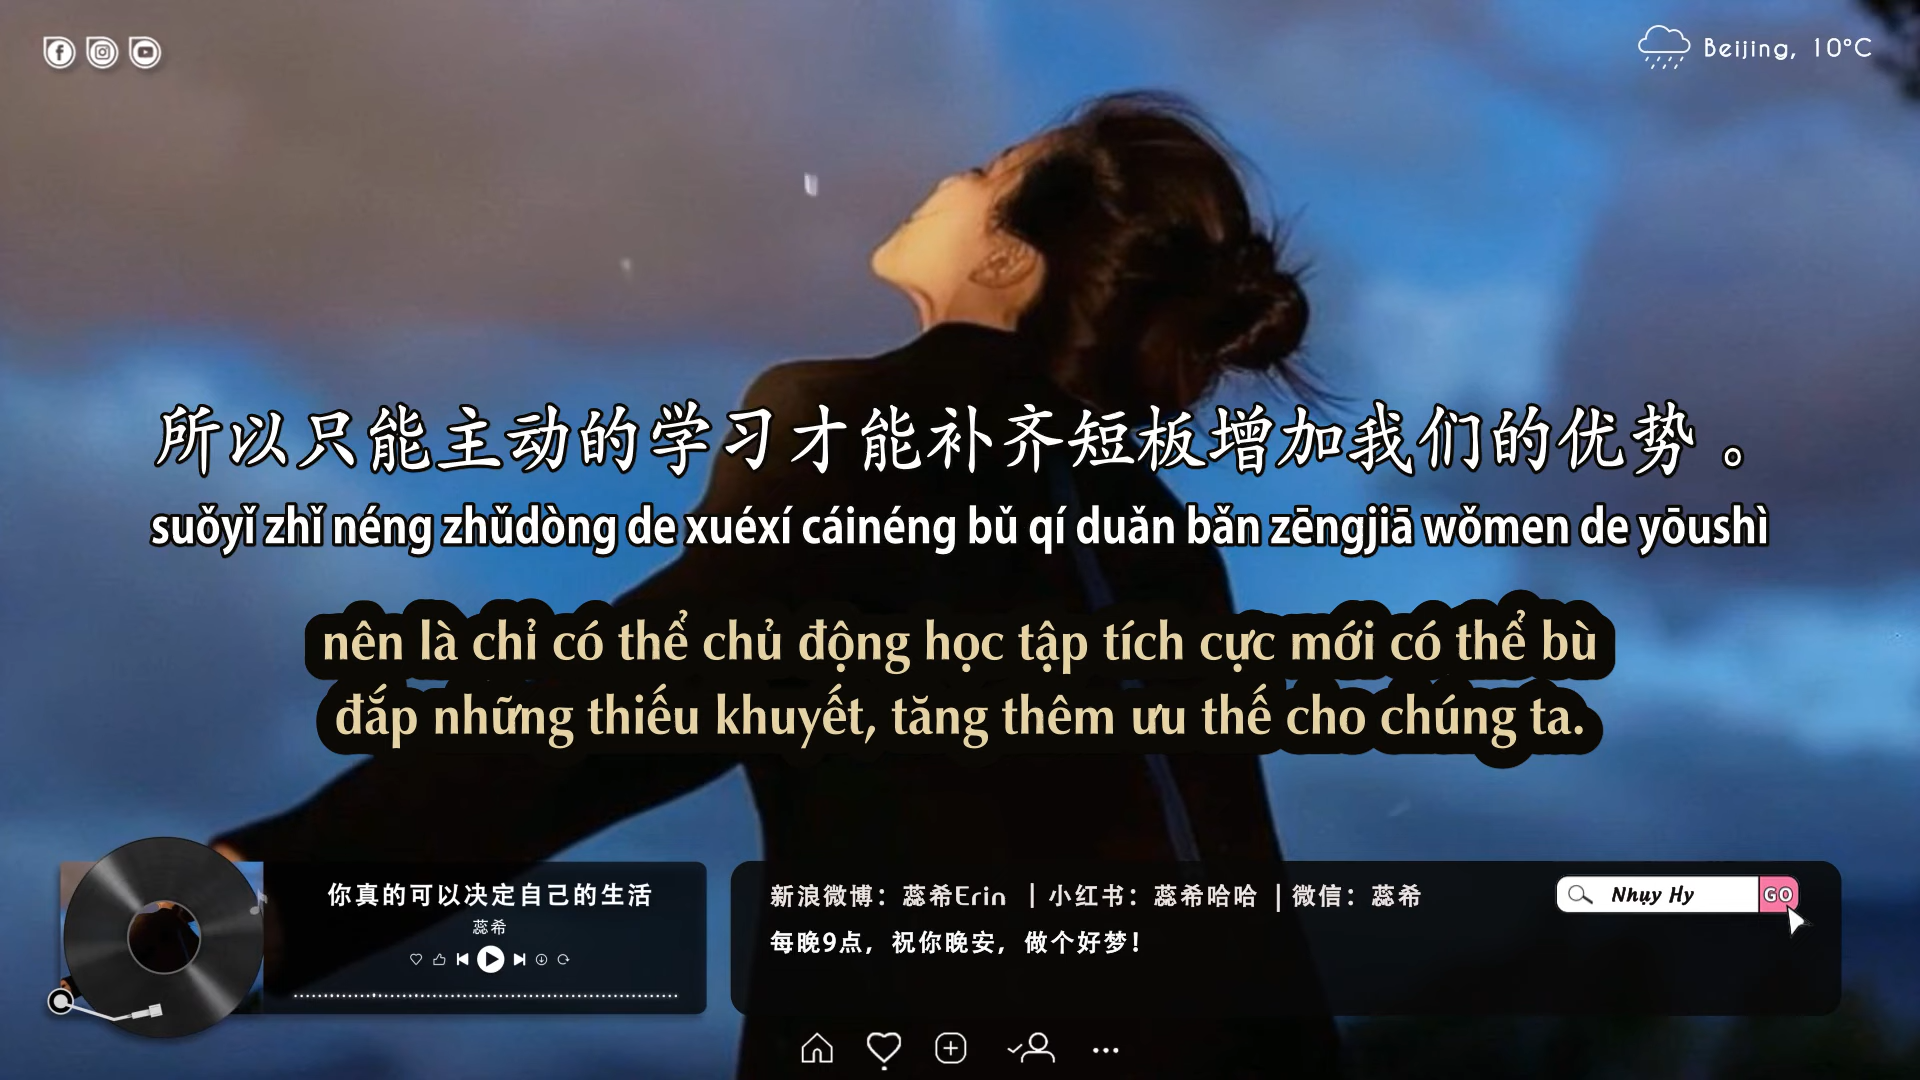 Beijing, 10°C
所以只能主动的学习才能补齐短板增加我们的优势。
suǒyǐ zhǐ néng zhǔdòng de xuéxí cáinéng bǔ qí duǎn bǎn zēngjiā wǒmen de yōushì
nên là chỉ có thể chủ động học tập tích cực mới có thể bù
đắp những thiếu khuyết, tăng thêm ưu thế cho chúng ta.
你真的可以决定自己的生活
蕊希
新浪微博：蕊希Erin ｜小红书：蕊希哈哈 ｜微信：蕊希
每晚9点，祝你晚安，做个好梦！
Nhụy Hy
GO